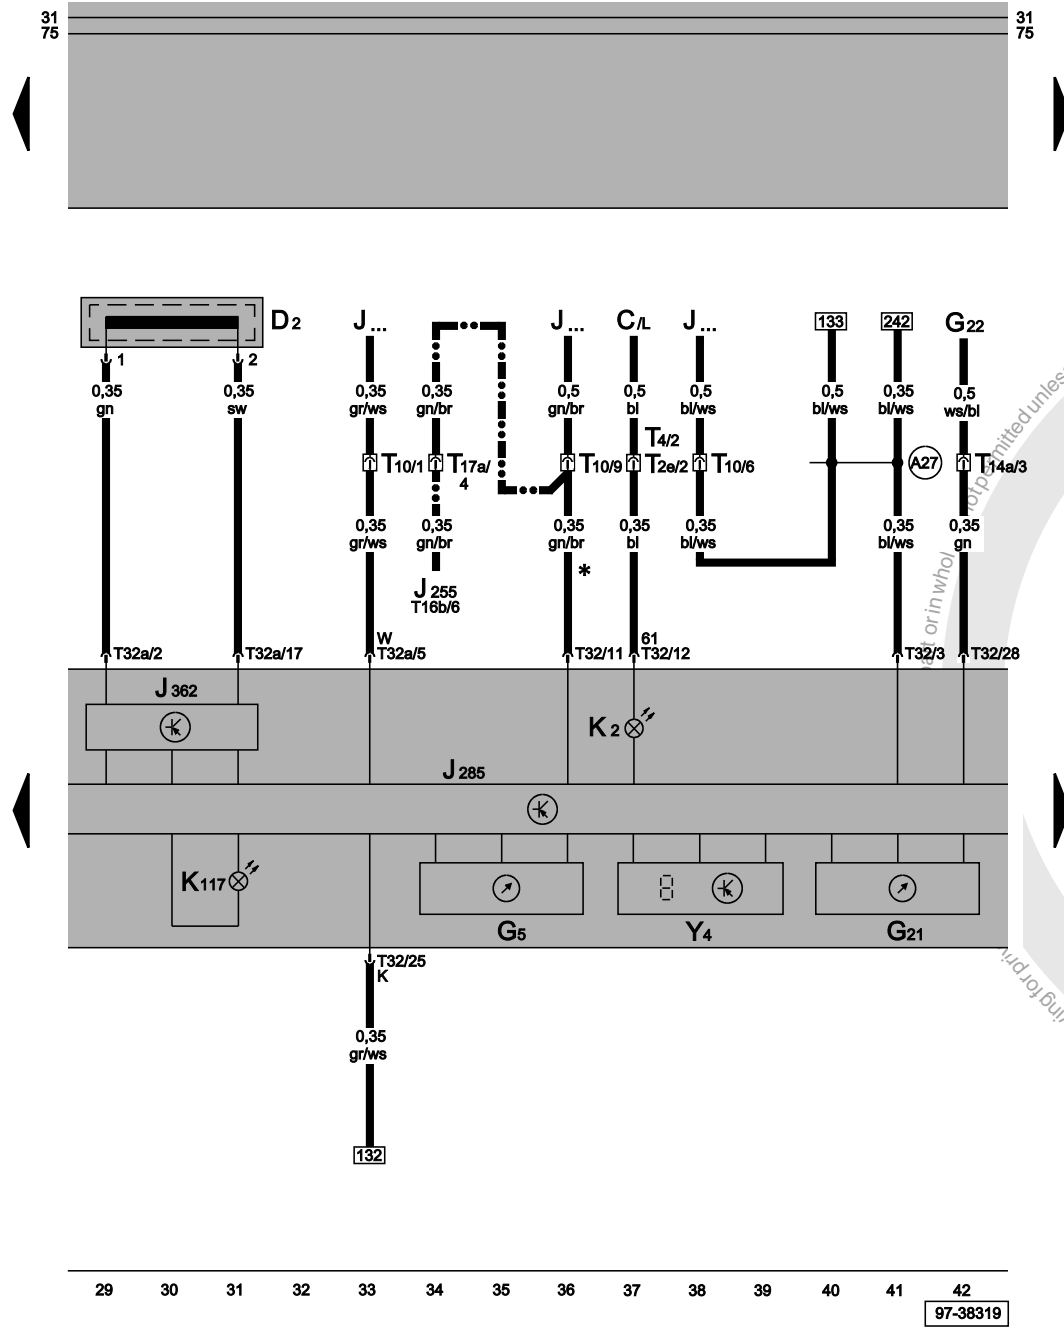 31 31
75 75
D2 J... J... C/L J... 133 242 G22
1 2
0,35 0,35 0,35 0,35 0,5 0,5 0,5 0,5 0,35 0,5
gn sw gr/ws gn/br gn/br bl bl/ws bl/ws bl/ws ws/bl
T4/2
T10/1 T17a/ T10/9 T2e/2 T10/6 A27 T14a/3
4
0,35 0,35 0,35 0,35 0,35 0,35 0,35
gr/ws gn/br gn/br bl bl/ws bl/ws gn
*
J255
T16b/6
W 61
T32a/2 T32a/17 T32a/5 T32/11 T32/12 T32/3 T32/28
J362
K2
J285
K117
G5 Y4 G21
T32/25
K
0,35
gr/ws
132
29 30 31 32 33 34 35 36 37 38 39 40 41 42
97-38319